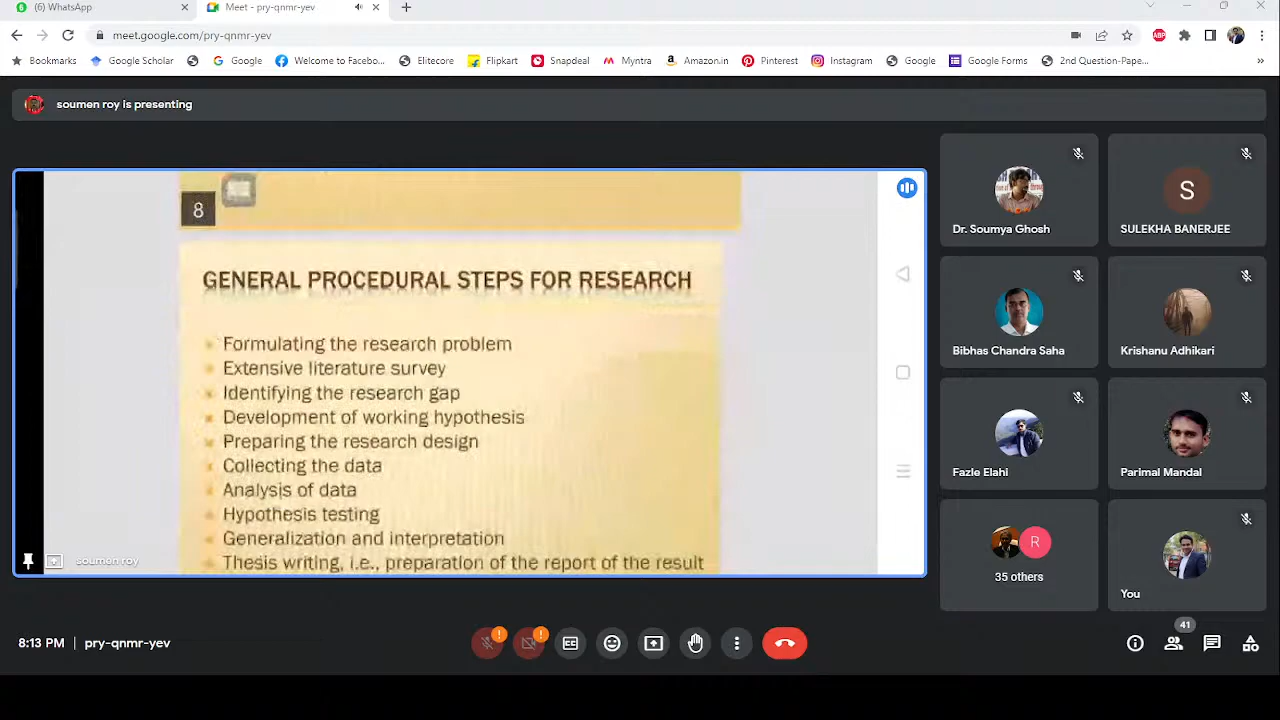 (6) WhatsApp
Meet - pry-qnmr-yev
meet.google.com/pry-qnmr-yev
ABP
Bookmarks
Google Scholar
Google
Welcome to Facebo...
Elitecore
Flipkart
Snapdeal
Myntra
Amazon.in
Pinterest
Instagram
Google
Google Forms
2nd Question-Pape...
»
soumen roy is presenting
8
GENERAL PROCEDURAL STEPS FOR RESEARCH
Formulating the research problem
Extensive literature survey
Identifying the research gap
Development of working hypothesis
Preparing the research design
Collecting the data
Analysis of data
Hypothesis testing
Generalization and interpretation
Thesis writing, i.e., preparation of the report of the result
soumen roy
Dr. Soumya Ghosh
S
SULEKHA BANERJEE
Bibhas Chandra Saha
Krishanu Adhikari
Fazle Elahi
Parimal Mandal
R
35 others
You
8:13 PM | pry-qnmr-yev
41